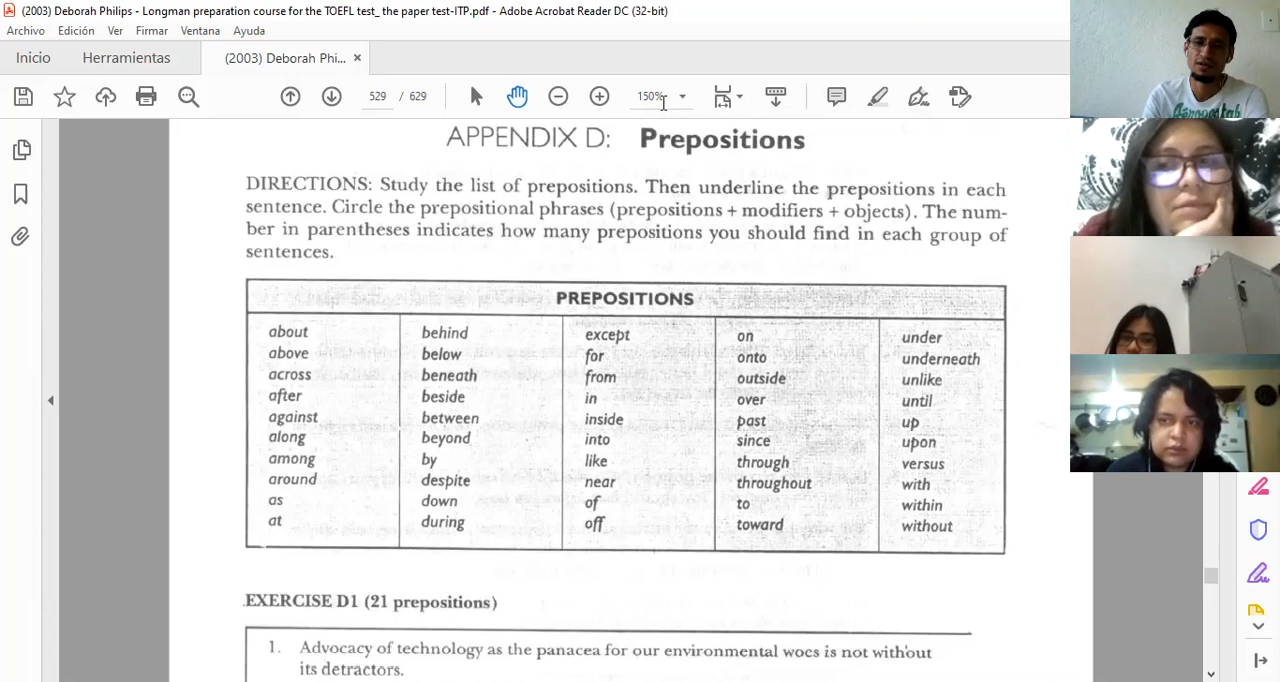 (2003) Deborah Philips - Longman preparation course for the TOEFL test_ the paper test-ITP.pdf - Adobe Acrobat Reader DC (32-bit)
Archivo Edición Ver Firmar Ventana Ayuda
Inicio Herramientas (2003) Deborah Phi... ×
529 / 629 150%
APPENDIX D: Prepositions
DIRECTIONS: Study the list of prepositions. Then underline the prepositions in each
sentence. Circle the prepositional phrases (prepositions + modifiers + objects). The num-
ber in parentheses indicates how many prepositions you should find in each group of
sentences.
PREPOSITIONS
about
above
across
after
against
along
among
around
as
at
behind
below
beneath
beside
between
beyond
by
despite
down
during
except
for
from
in
inside
into
like
near
of
off
on
onto
outside
over
past
since
through
throughout
to
toward
under
underneath
unlike
until
up
upon
versus
with
within
without
EXERCISE D1 (21 prepositions)
1. Advocacy of technology as the panacea for our environmental woes is not without
its detractors.